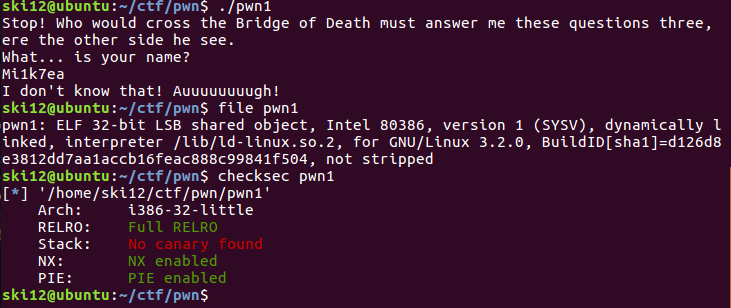 ski12@ubuntu:~/ctf/pwn$ ./pwn1
Stop! Who would cross the Bridge of Death must answer me these questions three,
ere the other side he see.
What... is your name?
Mi1k7ea
I don't know that! Auuuuuuuugh!
ski12@ubuntu:~/ctf/pwn$ file pwn1
pwn1: ELF 32-bit LSB shared object, Intel 80386, version 1 (SYSV), dynamically l
inked, interpreter /lib/ld-linux.so.2, for GNU/Linux 3.2.0, BuildID[sha1]=d126d8
e3812dd7aa1accb16feac888c99841f504, not stripped
ski12@ubuntu:~/ctf/pwn$ checksec pwn1
[*] '/home/ski12/ctf/pwn/pwn1'
Arch: i386-32-little
RELRO: Full RELRO
Stack: No canary found
NX: NX enabled
PIE: PIE enabled
ski12@ubuntu:~/ctf/pwn$